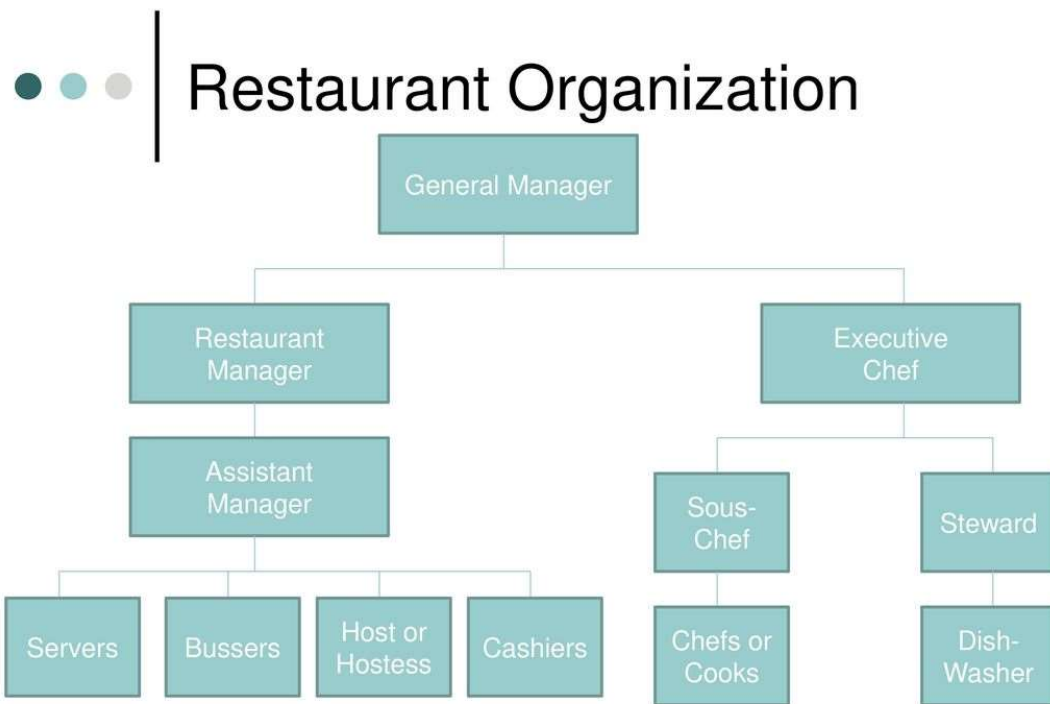 Restaurant Organization
General Manager
Restaurant
Manager
Executive
Chef
Assistant
Manager
Sous-
Chef
Steward
Servers
Bussers
Host or
Hostess
Cashiers
Chefs or
Cooks
Dish-
Washer